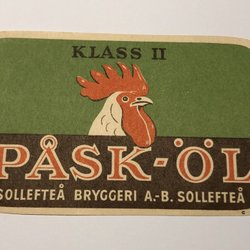 KLASS II
PÅSK-ÖL
SOLLEFTEÅ BRYGGERI A.-B. SOLLEFTEÅ